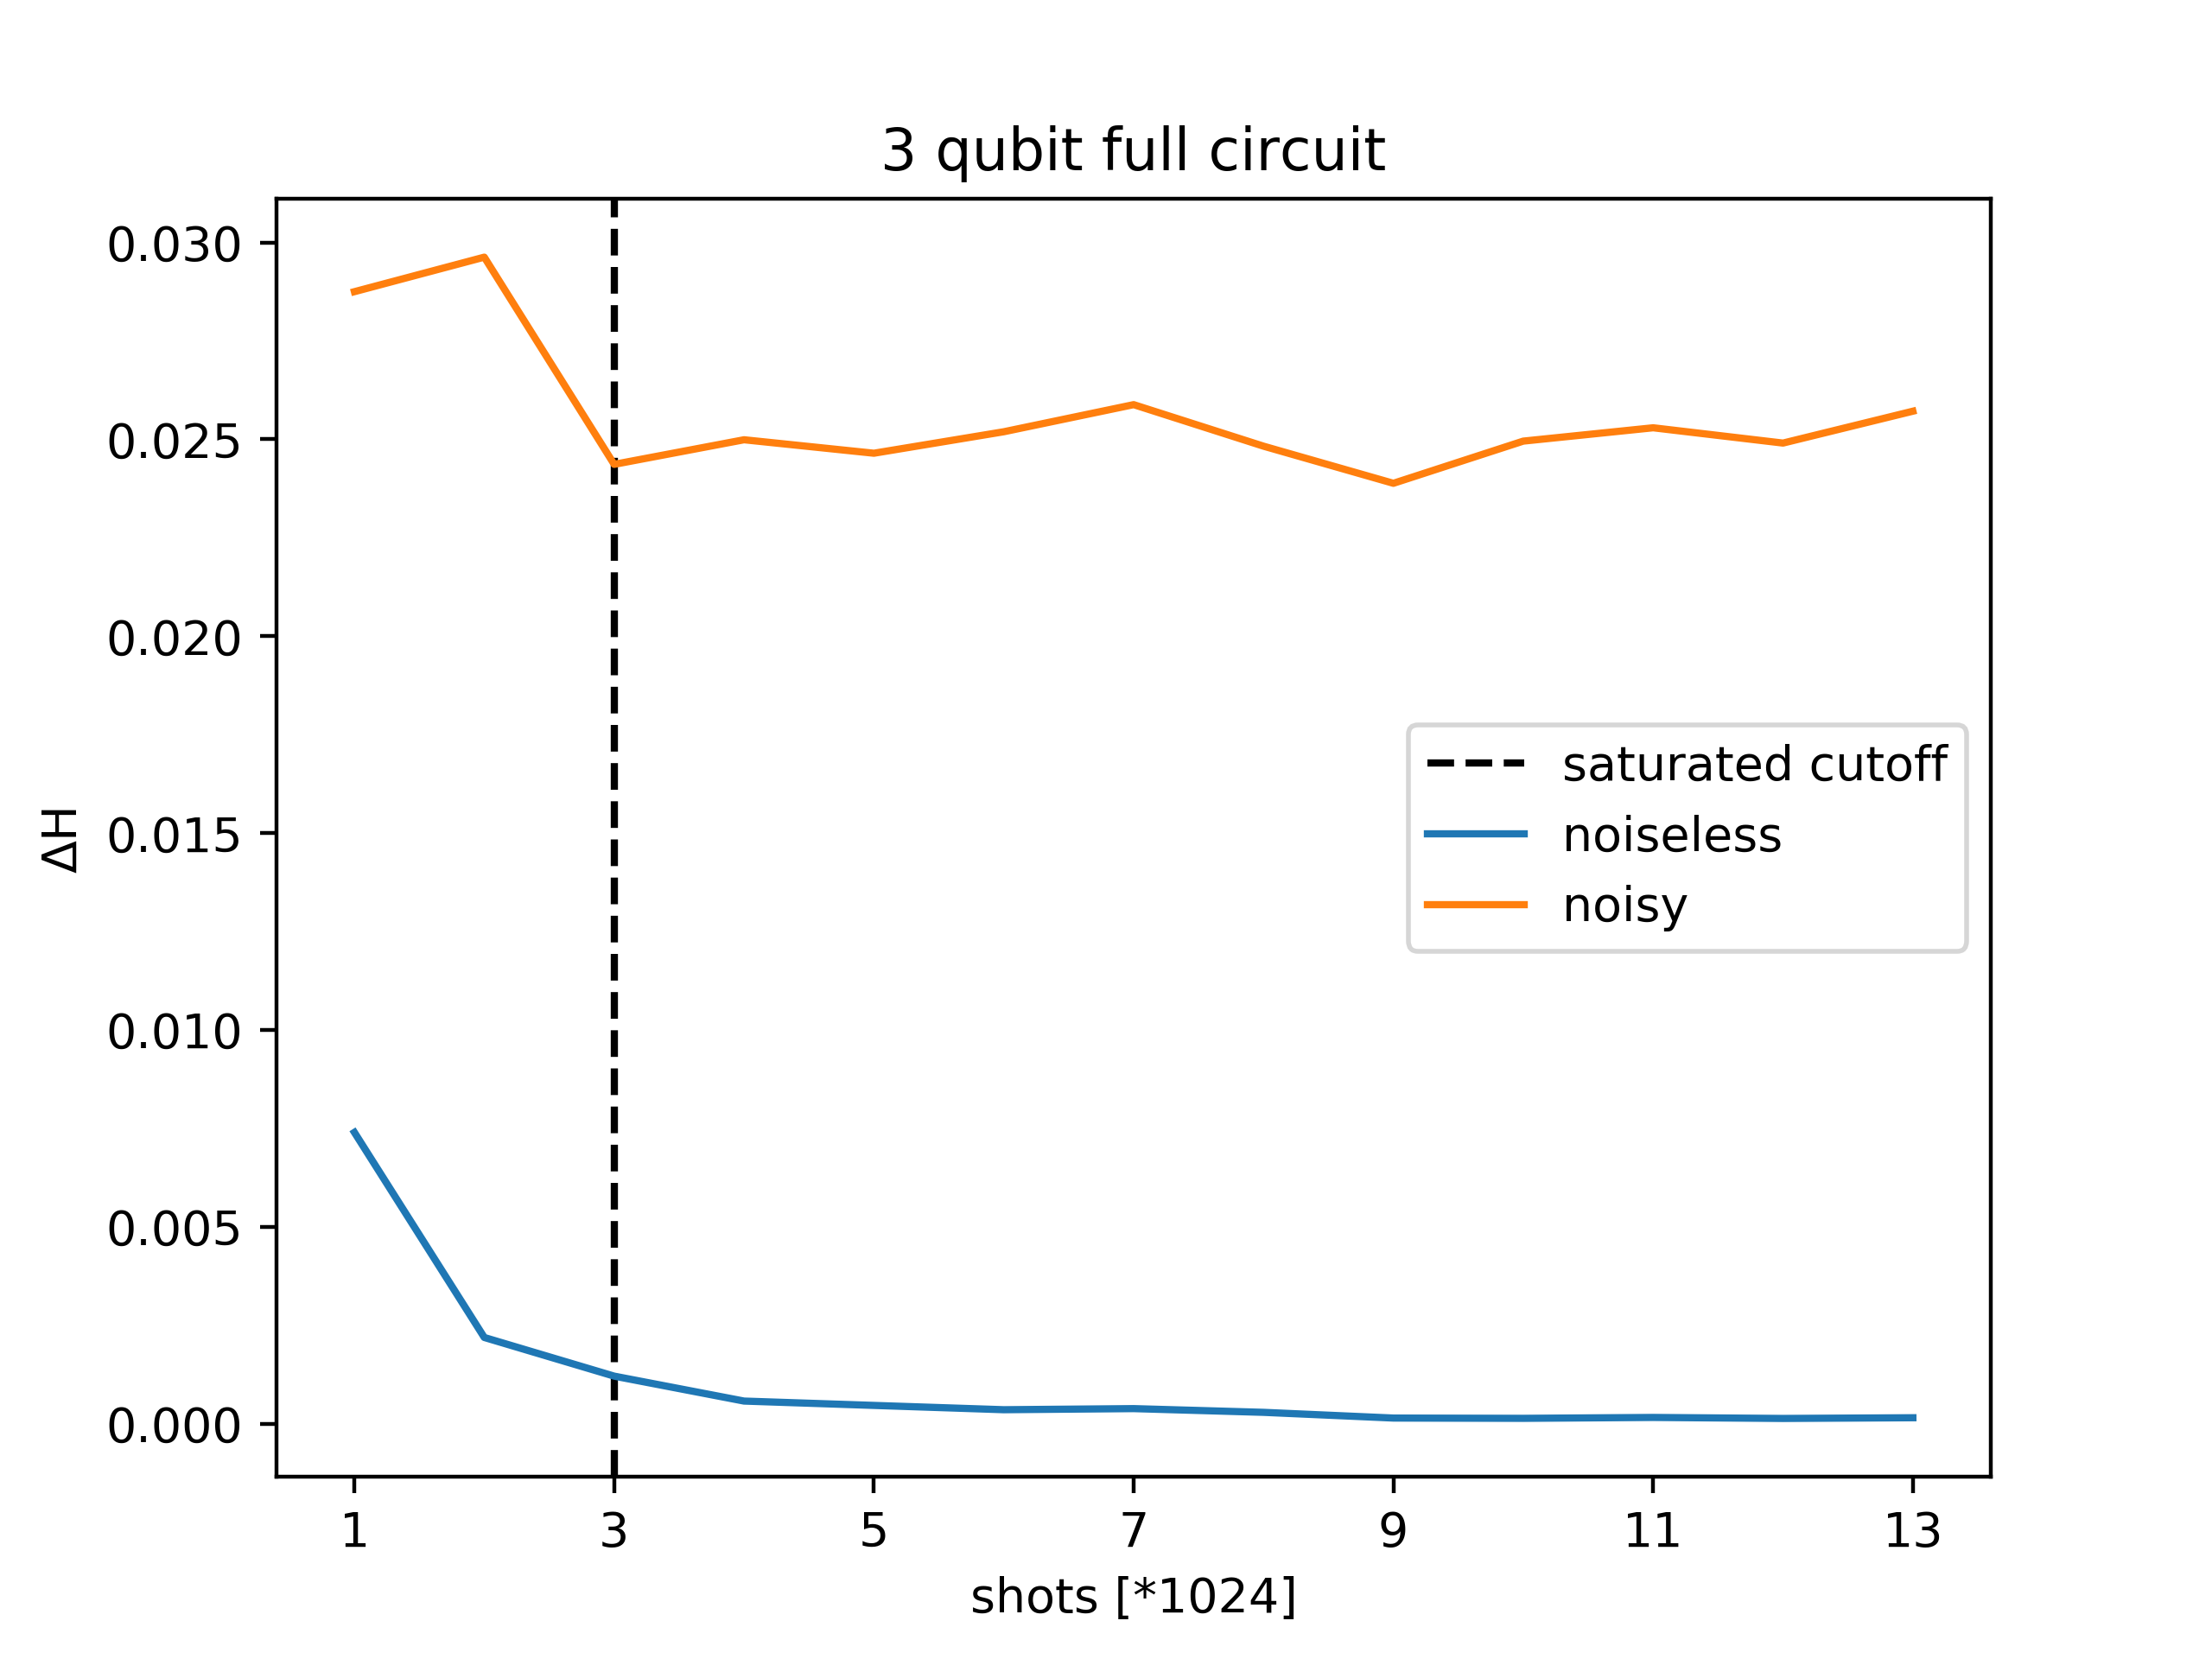 3 qubit full circuit
0.030
0.025
0.020
0.015
0.010
0.005
0.000
ΔH
saturated cutoff
noiseless
noisy
1 3 5 7 9 11 13
shots [*1024]